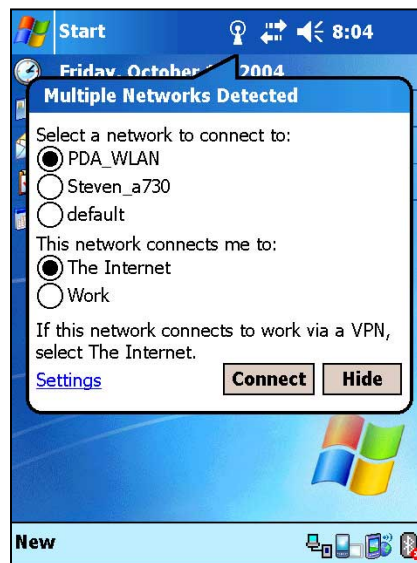 Start 8:04
Friday, October 2004
Multiple Networks Detected
Select a network to connect to:
PDA_WLAN
Steven_a730
default
This network connects me to:
The Internet
Work
If this network connects to work via a VPN,
select The Internet.
Settings Connect Hide
New